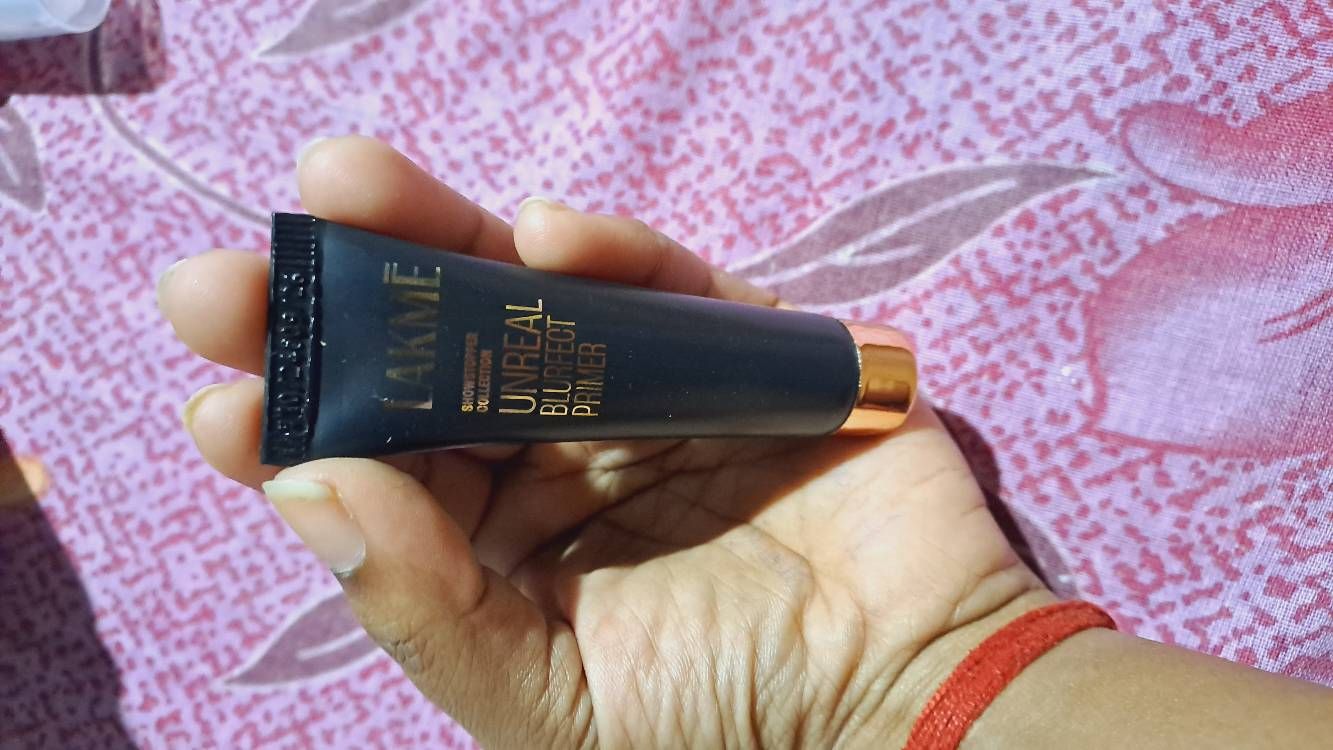 LAKMĒ
SHOWSTOPPER
COLLECTION
UNREAL
BLURFECT
PRIMER